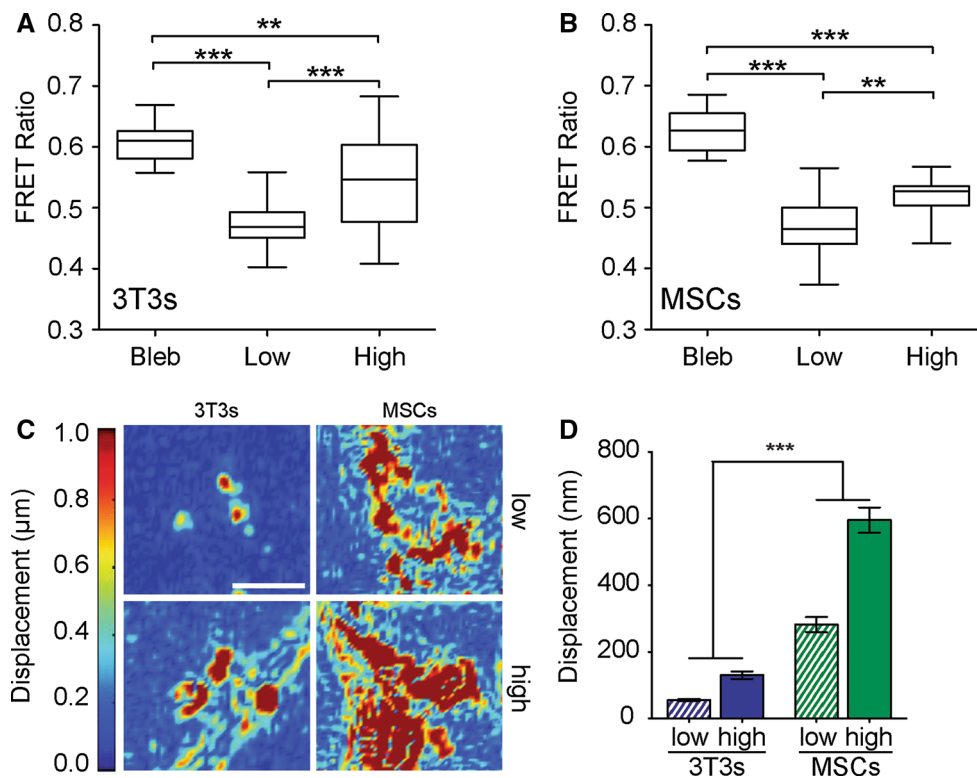 A
FRET Ratio
0.8
0.7
0.6
0.5
0.4
0.3
**
***
***
3T3s
Bleb Low High
B
FRET Ratio
0.8
0.7
0.6
0.5
0.4
0.3
***
***
**
MSCs
Bleb Low High
C
3T3s MSCs
Displacement (µm)
1.0
0.8
0.6
0.4
0.2
0.0
low
high
D
Displacement (nm)
800
600
400
200
0
***
low high low high
3T3s MSCs